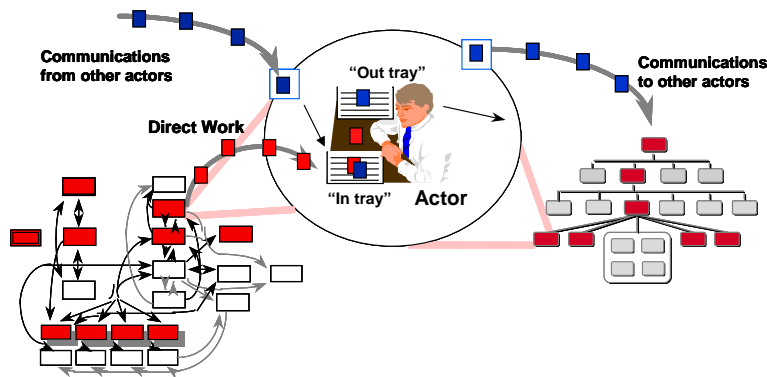 Communications
from other actors
“Out tray”
Communications
to other actors
Direct Work
“In tray”
Actor